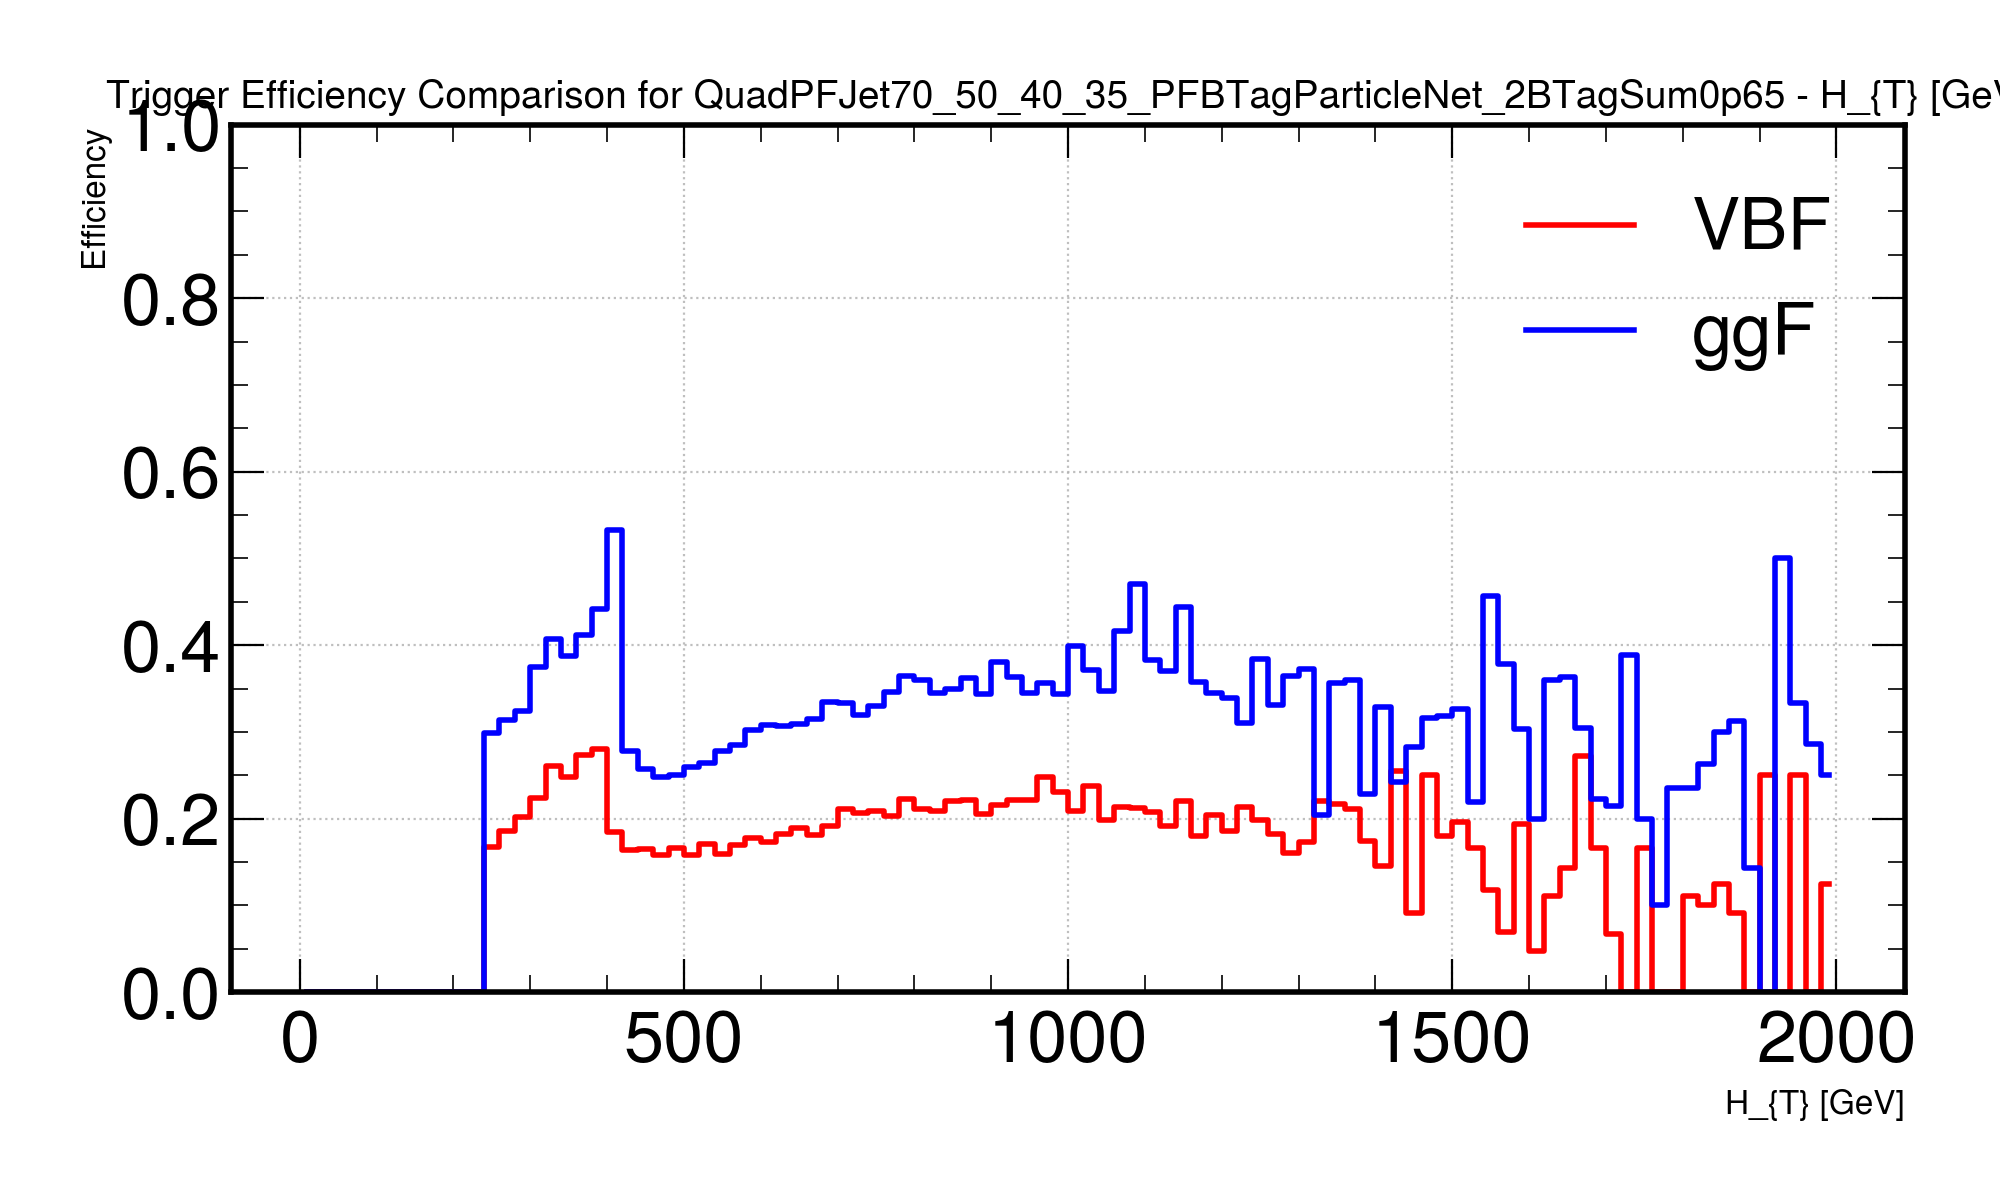 Trigger Efficiency Comparison for QuadPFJet70_50_40_35_PFBTagParticleNet_2BTagSum0p65 - H_{T} [GeV
Efficiency
1.0
0.8
0.6
0.4
0.2
0.0
VBF
ggF
0 500 1000 1500 2000
H_{T} [GeV]